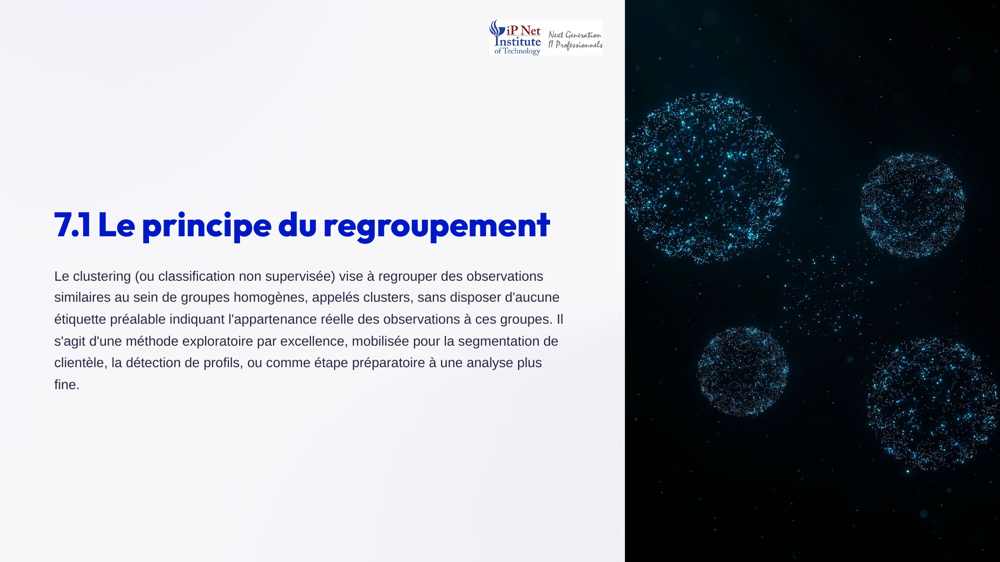 iP Net
Institute
of Technology
Next Generation
IT Professionnels
7.1 Le principe du regroupement
Le clustering (ou classification non supervisée) vise à regrouper des observations
similaires au sein de groupes homogènes, appelés clusters, sans disposer d'aucune
étiquette préalable indiquant l'appartenance réelle des observations à ces groupes. Il
s'agit d'une méthode exploratoire par excellence, mobilisée pour la segmentation de
clientèle, la détection de profils, ou comme étape préparatoire à une analyse plus
fine.